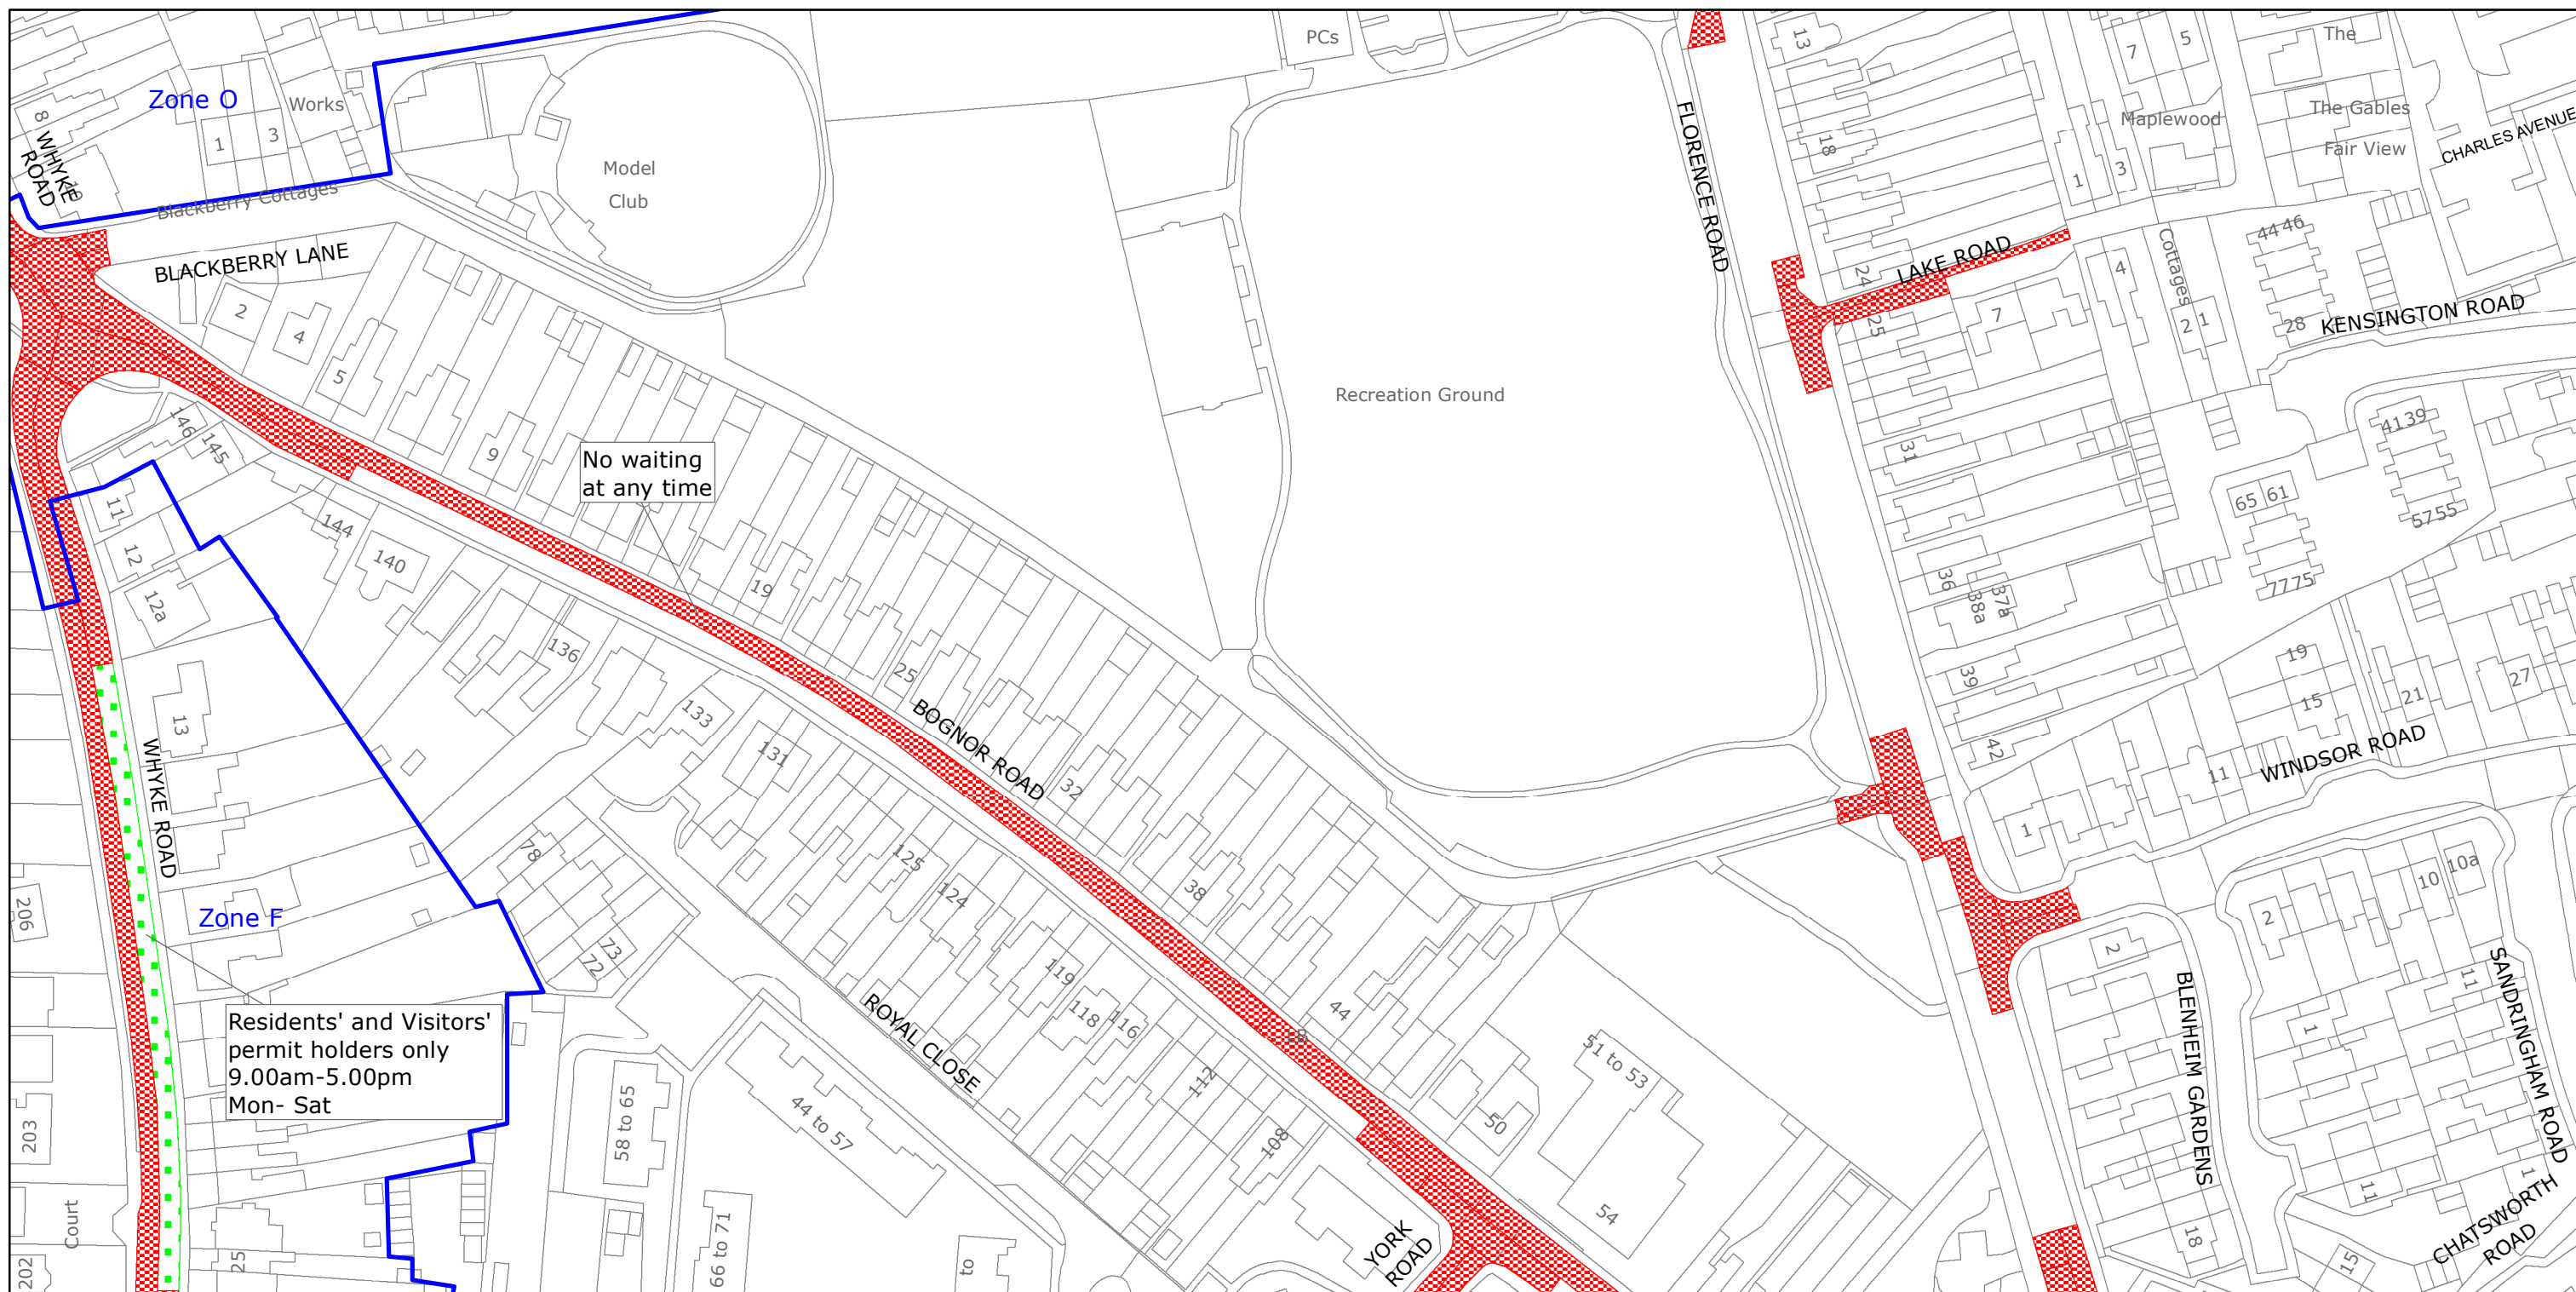 PCs
13
7
5
The
Zone O
Works
8
1
3
WHYKE
ROAD
10
Blackberry Cottages
Model
Club
FLORENCE ROAD
18
1
3
Maplewood
The Gables
Fair View
CHARLES AVENUE
BLACKBERRY LANE
2
4
5
9
LAKE ROAD
24
25
7
4
Cottages
2
1
44
46
28
KENSINGTON ROAD
Recreation Ground
146
145
11
12
12a
144
140
No waiting
at any time
19
31
36
38a
37a
39
42
65
61
41
39
57
55
77
75
136
133
131
25
BOGNOR ROAD
32
38
13
WHYKE ROAD
206
Zone F
78
73
72
125
124
119
118
116
112
108
ROYAL CLOSE
44
50
51 to 53
54
19
15
11
21
27
WINDSOR ROAD
1
2
2
10
10a
BLENHEIM GARDENS
SANDRINGHAM ROAD
1
11
11
18
15
1
CHATSWORTH
ROAD
Residents' and Visitors'
permit holders only
9.00am-5.00pm
Mon- Sat
203
Court
202
25
58 to 65
44 to 57
66 to 71
to
YORK
ROAD